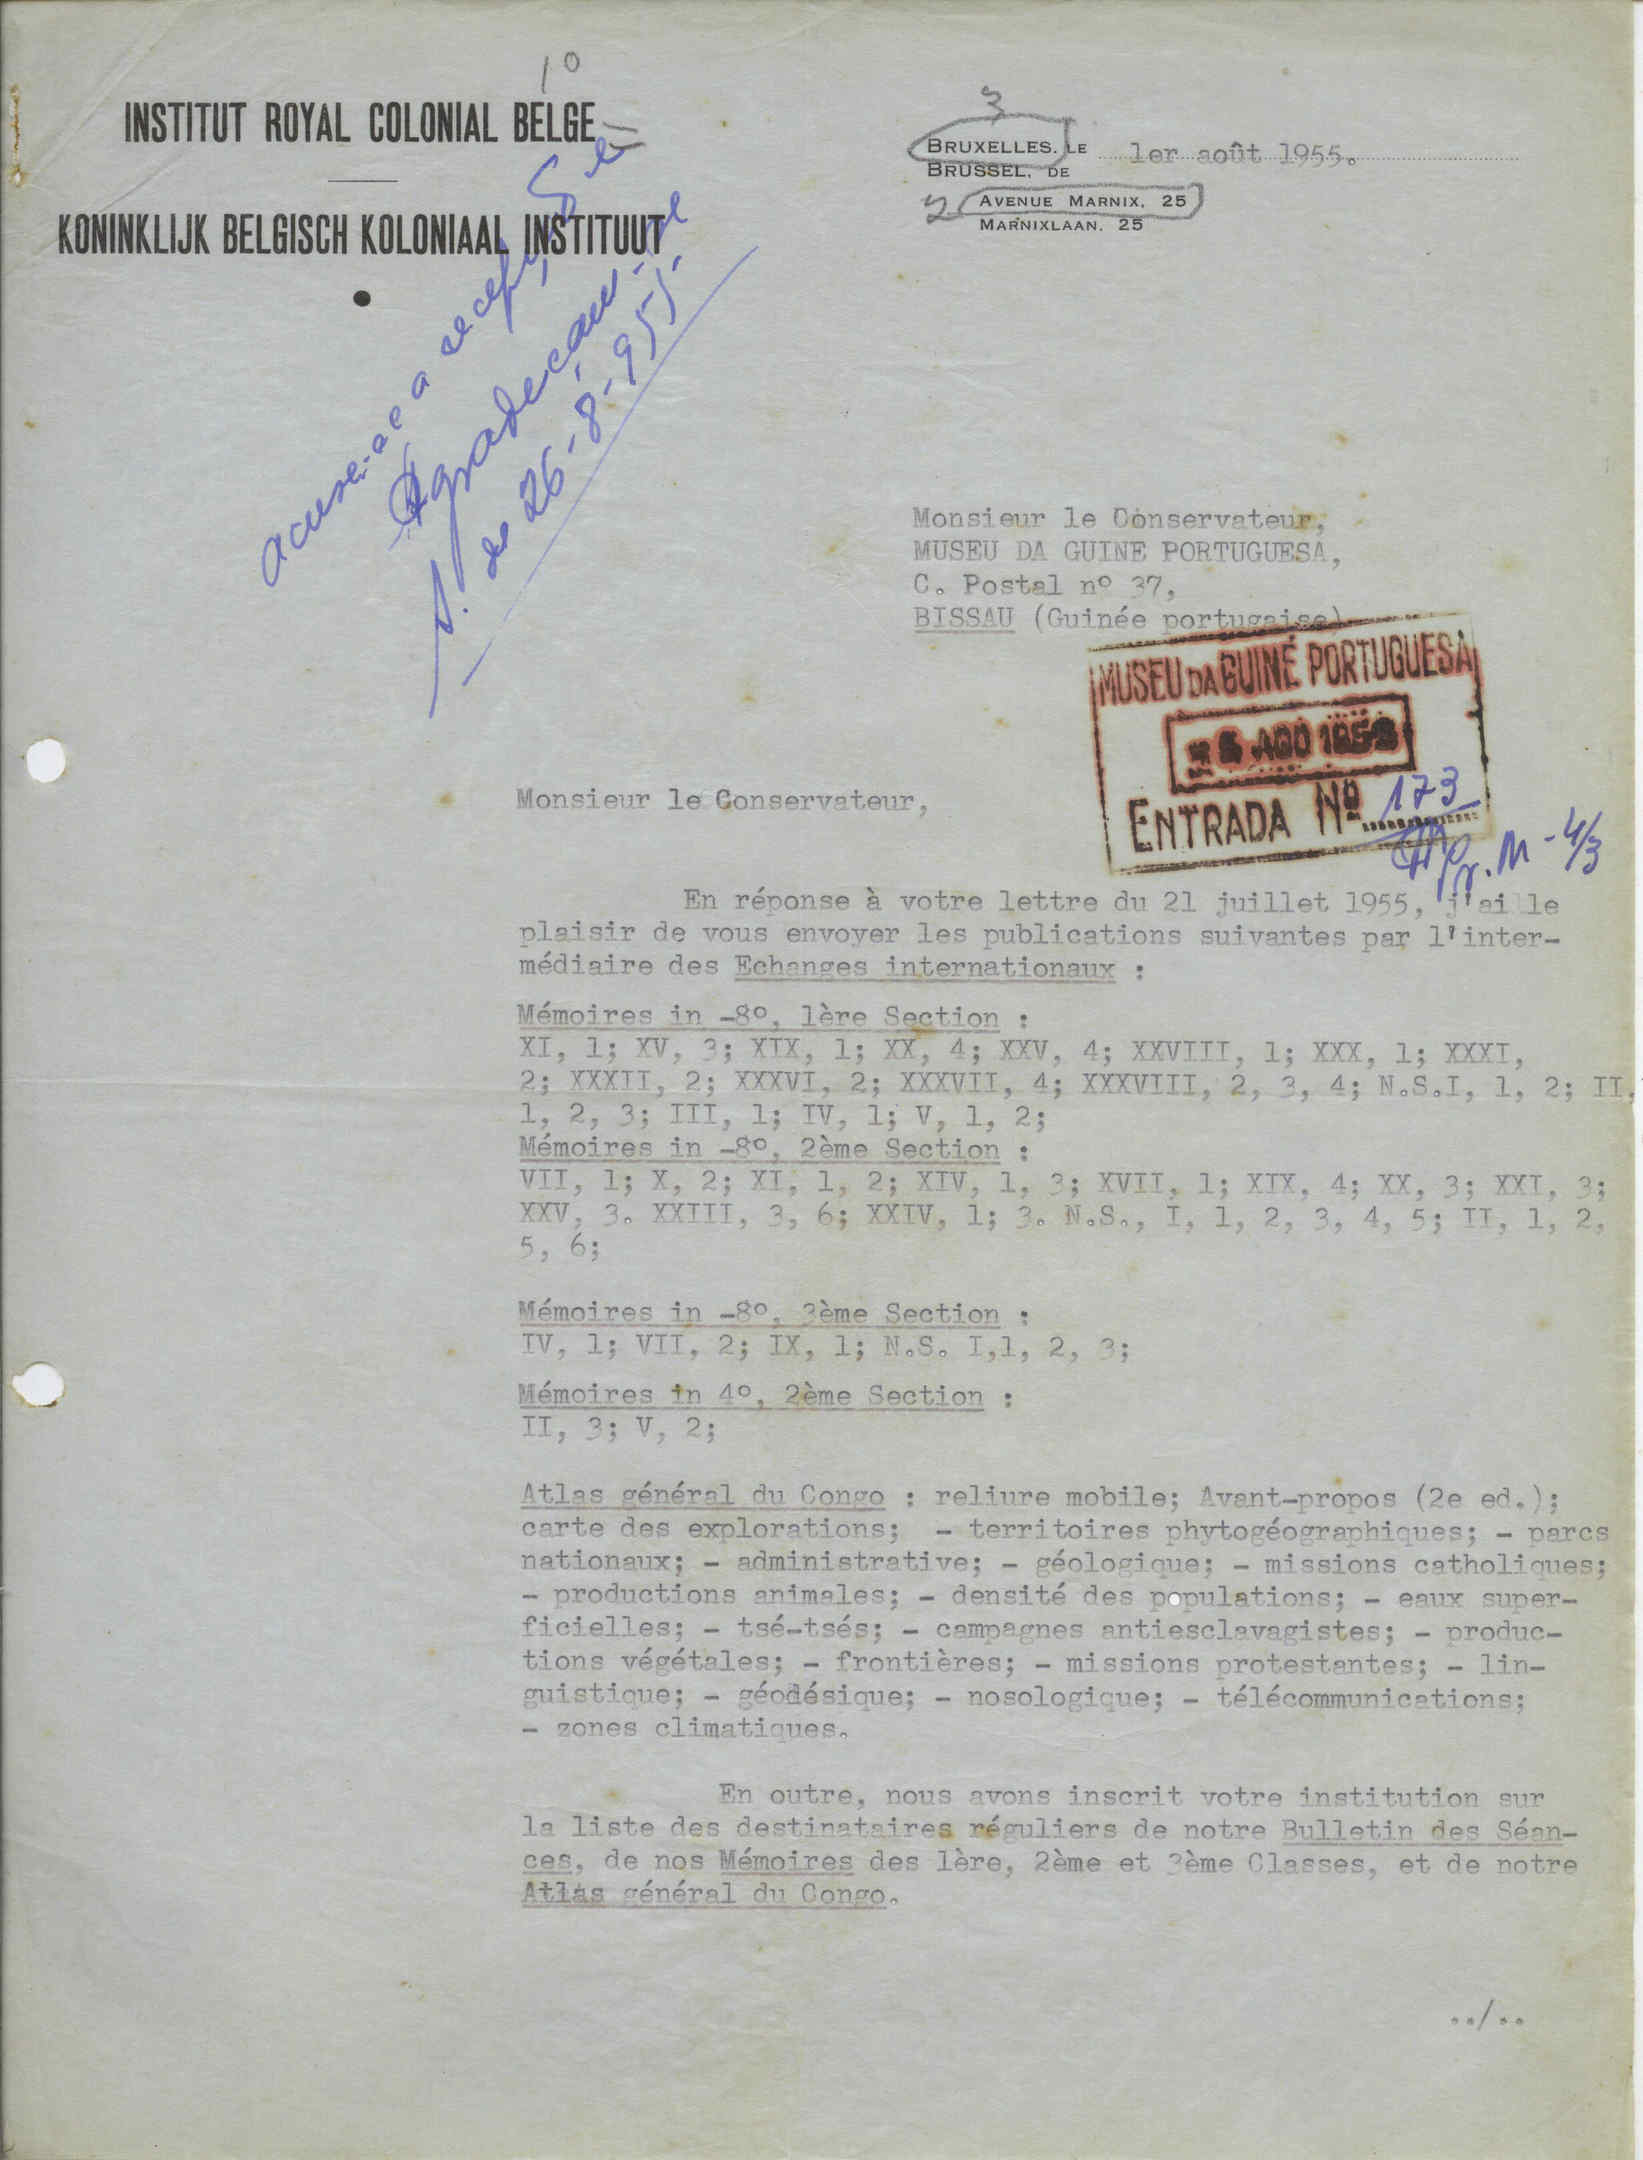 1º
INSTITUT ROYAL COLONIAL BELGE
KONINKLIJK BELGISCH KOLONIAAL INSTITUUT
3
BRUXELLES, LE 1er août 1955.
BRUSSEL, DE
2 AVENUE MARNIX, 25
MARNIXLAAN, 25
acuse-se a
26-8-955.
Monsieur le Conservateur,
MUSEU DA GUINE PORTUGUESA,
C. Postal nº 37,
BISSAU (Guinée portugaise)
MUSEU DA GUINÉ PORTUGUESA
AGO 195
ENTRADA Nº 173
M-4/3
Monsieur le Conservateur,
En réponse à votre lettre du 21 juillet 1955, j'ai le
plaisir de vous envoyer les publications suivantes par l'inter-
médiaire des Echanges internationaux :
Mémoires in -8º, 1ère Section :
XI, 1; XV, 3; XIX, 1; XX, 4; XXV, 4; XXVIII, 1; XXX, 1; XXXI,
2; XXXII, 2; XXXVI, 2; XXXVII, 4; XXXVIII, 2, 3, 4; N.S.I, 1, 2; II,
1, 2, 3; III, 1; IV, 1; V, 1, 2;
Mémoires in -8º, 2ème Section :
VII, 1; X, 2; XI, 1, 2; XIV, 1, 3; XVII, 1; XIX, 4; XX, 3; XXI, 3;
XXV, 3. XXIII, 3, 6; XXIV, 1; 3. N.S., I, 1, 2, 3, 4, 5; II, 1, 2,
5, 6;
Mémoires in -8º, 3ème Section :
IV, 1; VII, 2; IX, 1; N.S. I,1, 2, 3;
Mémoires in 4º, 2ème Section :
II, 3; V, 2;
Atlas général du Congo : reliure mobile; Avant-propos (2e ed.);
carte des explorations; - territoires phytogéographiques; - parcs
nationaux; - administrative; - géologique; - missions catholiques;
- productions animales; - densité des populations; - eaux super-
ficielles; - tsé-tsés; - campagnes antiesclavagistes; - produc-
tions végétales; - frontières; - missions protestantes; - lin-
guistique; - géodésique; - nosologique; - télécommunications;
- zones climatiques.
En outre, nous avons inscrit votre institution sur
la liste des destinataires réguliers de notre Bulletin des Séan-
ces, de nos Mémoires des 1ère, 2ème et 3ème Classes, et de notre
Atlas général du Congo.
../..